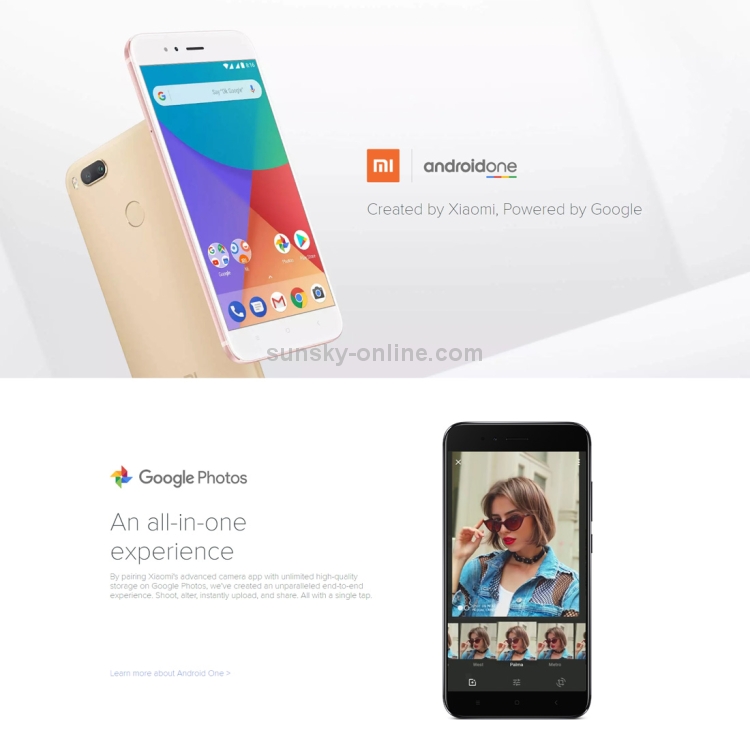 8:16
Say "Ok Google"
Google
Play Store
mi
androidone
Created by Xiaomi, Powered by Google
MI
sunsky-online.com
Google Photos
An all-in-one
experience
By pairing Xiaomi's advanced camera app with unlimited high-quality
storage on Google Photos, we've created an unparalleled end-to-end
experience. Shoot, alter, instantly upload, and share. All with a single tap.
Learn more about Android One >
Palma